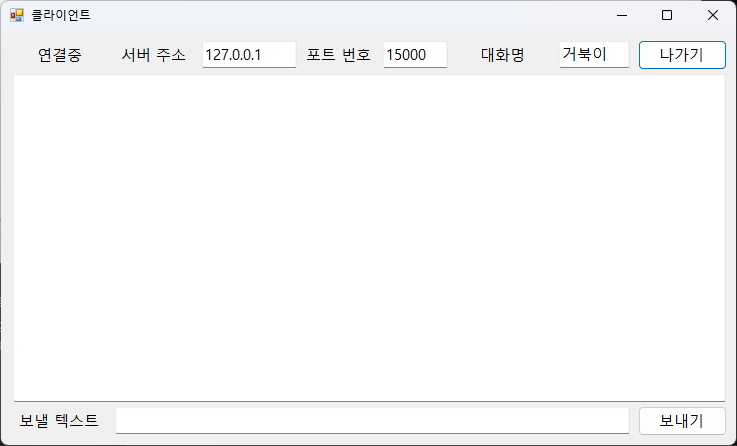 클라이언트
연결중 서버 주소 127.0.0.1 포트 번호 15000 대화명 거북이 나가기
보낼 텍스트 보내기